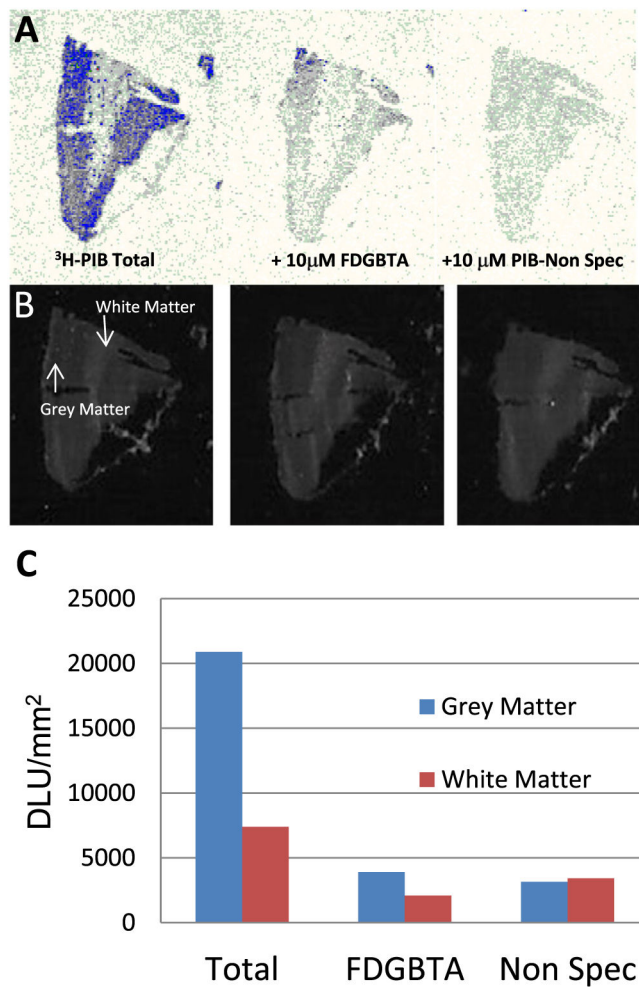 A
³H-PIB Total
+ 10μM FDGBTA
+10 μM PIB-Non Spec
B
White Matter
Grey Matter
C
25000
20000
15000
10000
5000
0
DLU/mm²
Grey Matter
White Matter
Total
FDGBTA
Non Spec